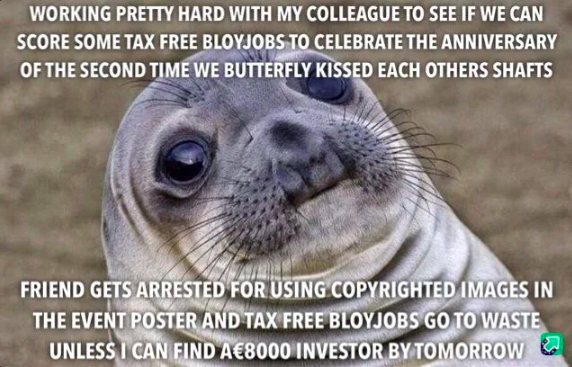 WORKING PRETTY HARD WITH MY COLLEAGUE TO SEE IF WE CAN
SCORE SOME TAX FREE BLOYJOBS TO CELEBRATE THE ANNIVERSARY
OF THE SECOND TIME WE BUTTERFLY KISSED EACH OTHERS SHAFTS
FRIEND GETS ARRESTED FOR USING COPYRIGHTED IMAGES IN
THE EVENT POSTER AND TAX FREE BLOYJOBS GO TO WASTE
UNLESS I CAN FIND A€8000 INVESTOR BY TOMORROW